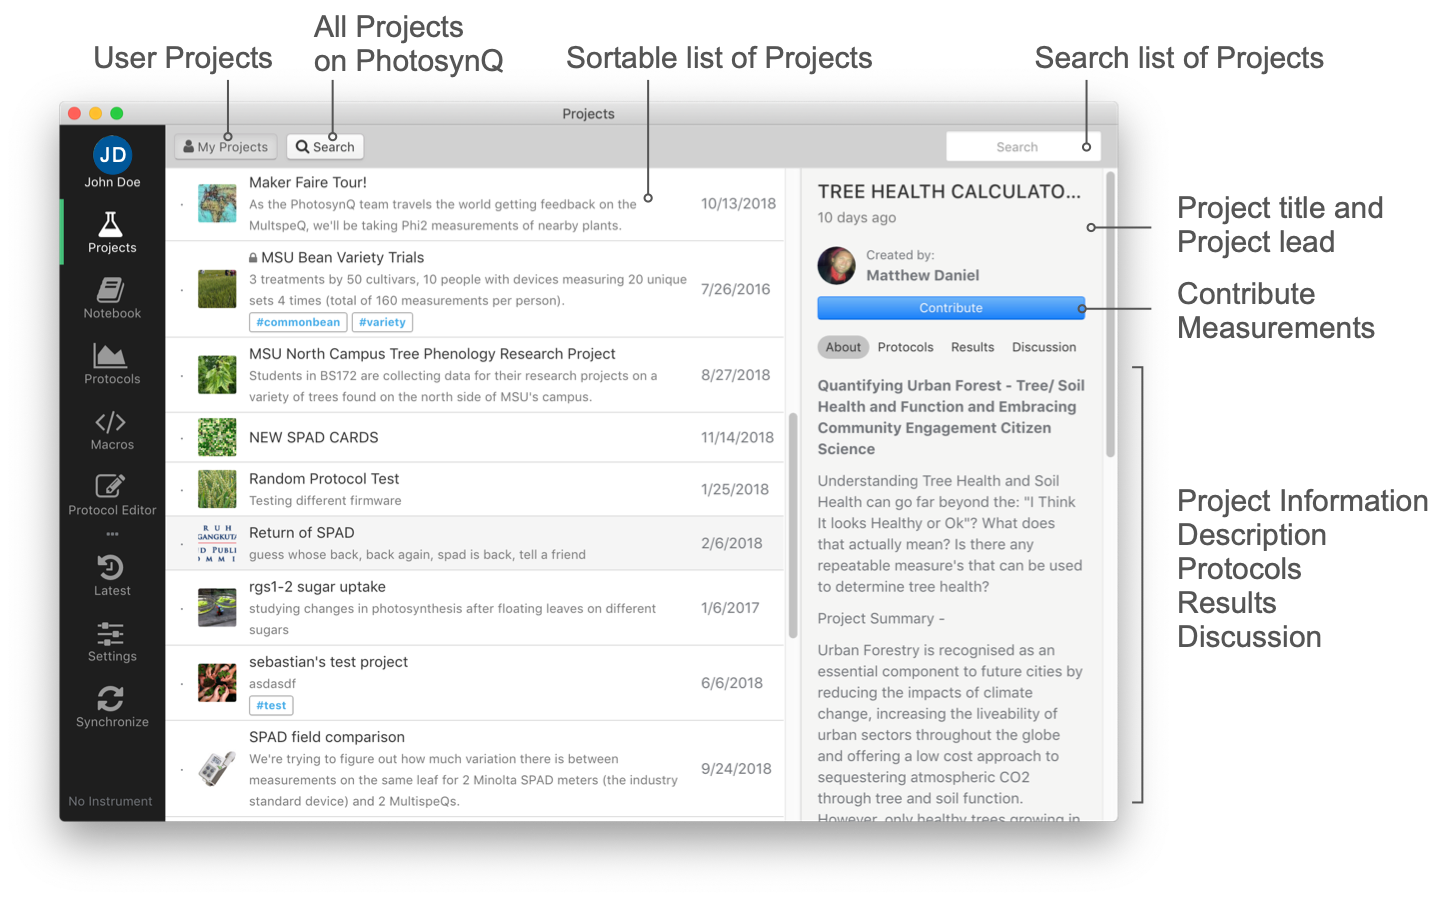 User Projects
All Projects
on PhotosynQ
Sortable list of Projects
Search list of Projects
Projects
JD
John Doe
Projects
Notebook
Protocols
Macros
Protocol Editor
Latest
Settings
Synchronize
No Instrument
My Projects
Search
Search
Maker Faire Tour!
As the PhotosynQ team travels the world getting feedback on the
MultspeQ, we'll be taking Phi2 measurements of nearby plants.
10/13/2018
MSU Bean Variety Trials
3 treatments by 50 cultivars, 10 people with devices measuring 20 unique
sets 4 times (total of 160 measurements per person).
#commonbean #variety
7/26/2016
MSU North Campus Tree Phenology Research Project
Students in BS172 are collecting data for their research projects on a
variety of trees found on the north side of MSU's campus.
8/27/2018
NEW SPAD CARDS
11/14/2018
Random Protocol Test
Testing different firmware
1/25/2018
R U H
GANGKUTA
D PUBLI
O M M I
Return of SPAD
guess whose back, back again, spad is back, tell a friend
2/6/2018
rgs1-2 sugar uptake
studying changes in photosynthesis after floating leaves on different
sugars
1/6/2017
sebastian's test project
asdasdf
#test
6/6/2018
SPAD field comparison
We're trying to figure out how much variation there is between
measurements on the same leaf for 2 Minolta SPAD meters (the industry
standard device) and 2 MultispeQs.
9/24/2018
TREE HEALTH CALCULATO...
10 days ago
Created by:
Matthew Daniel
Contribute
About Protocols Results Discussion
Quantifying Urban Forest - Tree/ Soil
Health and Function and Embracing
Community Engagement Citizen
Science
Understanding Tree Health and Soil
Health can go far beyond the: "I Think
It looks Healthy or Ok"? What does
that actually mean? Is there any
repeatable measure's that can be used
to determine tree health?
Project Summary -
Urban Forestry is recognised as an
essential component to future cities by
reducing the impacts of climate
change, increasing the liveability of
urban sectors throughout the globe
and offering a low cost approach to
sequestering atmospheric CO2
through tree and soil function.
However, only healthy trees growing in
Project title and
Project lead
Contribute
Measurements
Project Information
Description
Protocols
Results
Discussion